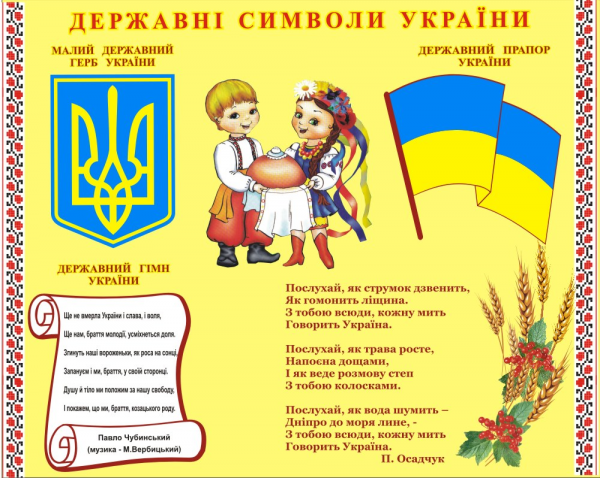 ДЕРЖАВНІ СИМВОЛИ УКРАЇНИ
МАЛИЙ ДЕРЖАВНИЙ
ГЕРБ УКРАЇНИ
ДЕРЖАВНИЙ ПРАПОР
УКРАЇНИ
ДЕРЖАВНИЙ ГІМН
УКРАЇНИ
Ще не вмерла України і слава, і воля,
Ще нам, браття молодії, усміхнеться доля.
Згинуть наші вороженьки, як роса на сонці,
Запануєм і ми, браття, у своїй сторонці.
Душу й тіло ми положим за нашу свободу,
І покажем, що ми, браття, козацького роду.
Павло Чубинський
(музика - М.Вербицький)
Послухай, як струмок дзвенить,
Як гомонить ліщина.
З тобою всюди, кожну мить
Говорить Україна.
Послухай, як трава росте,
Напоєна дощами,
І як веде розмову степ
З тобою колосками.
Послухай, як вода шумить –
Дніпро до моря лине, -
З тобою всюди, кожну мить
Говорить Україна.
П. Осадчук